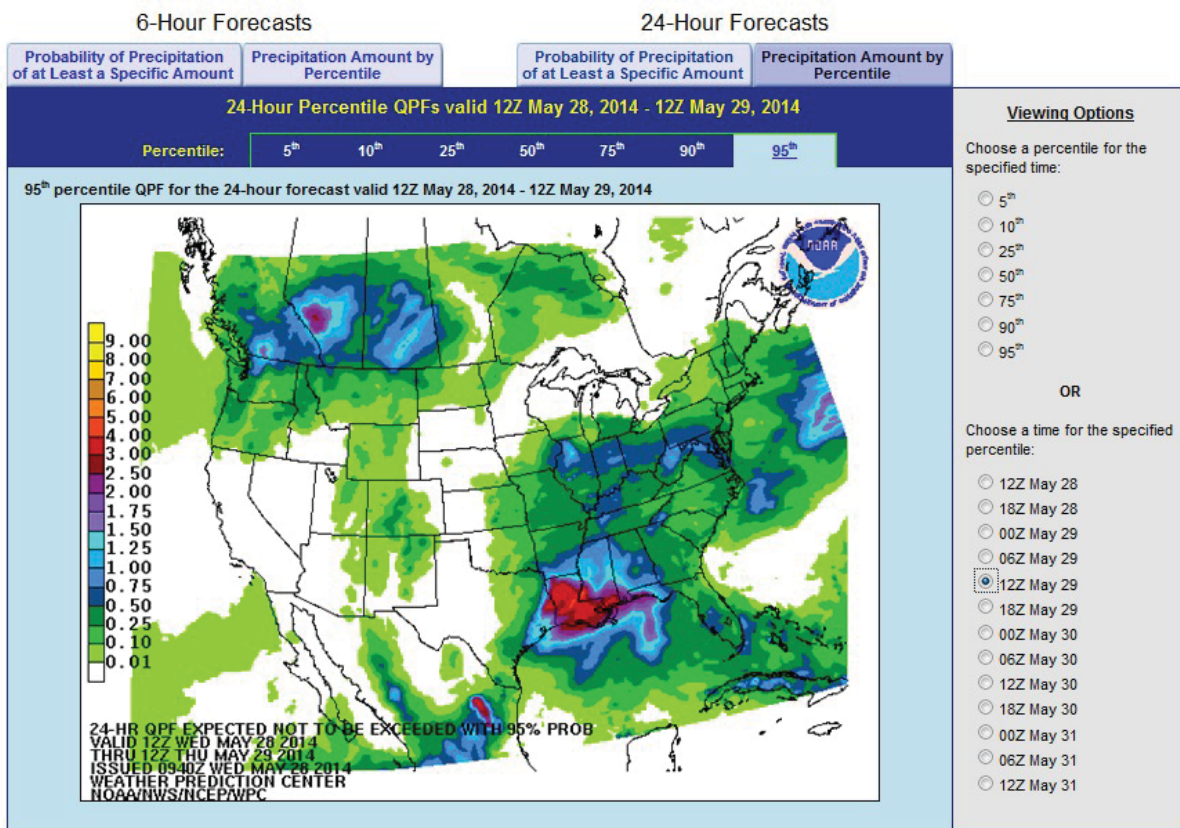 6-Hour Forecasts
24-Hour Forecasts
Probability of Precipitation
of at Least a Specific Amount
Precipitation Amount by
Percentile
Probability of Precipitation
of at Least a Specific Amount
Precipitation Amount by
Percentile
24-Hour Percentile QPFs valid 12Z May 28, 2014 - 12Z May 29, 2014
Percentile: 5th 10th 25th 50th 75th 90th 95th
95th percentile QPF for the 24-hour forecast valid 12Z May 28, 2014 - 12Z May 29, 2014
NOAA
9.00
8.00
7.00
6.00
5.00
4.00
3.00
2.50
2.00
1.75
1.50
1.25
1.00
0.75
0.50
0.25
0.10
0.01
24-HR QPF EXPECTED NOT TO BE EXCEEDED WITH 95% PROB
VALID 12Z WED MAY 28 2014
THRU 12Z THU MAY 29 2014
ISSUED 0940Z WED MAY 28 2014
WEATHER PREDICTION CENTER
NOAA/NWS/NCEP/WPC
Viewing Options
Choose a percentile for the
specified time:
5th
10th
25th
50th
75th
90th
95th
OR
Choose a time for the specified
percentile:
12Z May 28
18Z May 28
00Z May 29
06Z May 29
12Z May 29
18Z May 29
00Z May 30
06Z May 30
12Z May 30
18Z May 30
00Z May 31
06Z May 31
12Z May 31